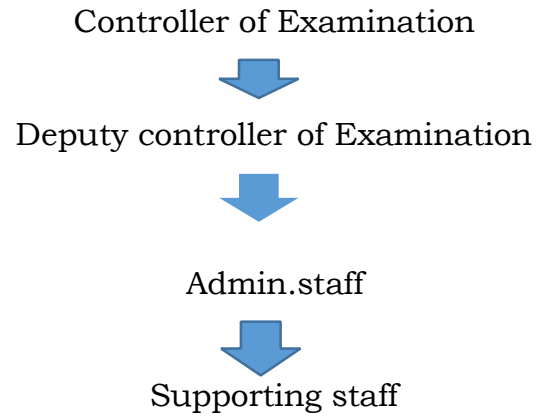 Controller of Examination
Deputy controller of Examination
Admin.staff
Supporting staff